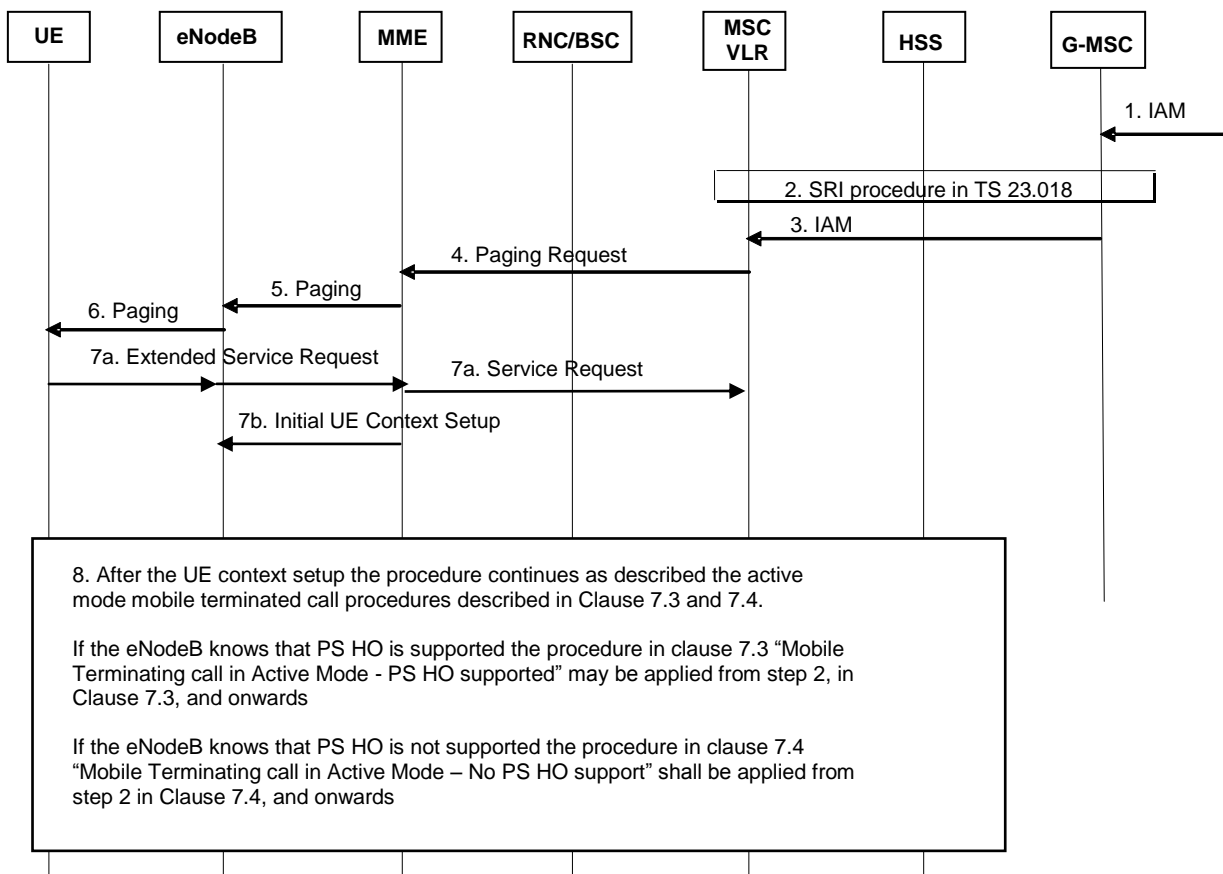 UE
eNodeB
MME
RNC/BSC
MSC
VLR
HSS
G-MSC
1. IAM
2. SRI procedure in TS 23.018
3. IAM
4. Paging Request
5. Paging
6. Paging
7a. Extended Service Request
7a. Service Request
7b. Initial UE Context Setup
8. After the UE context setup the procedure continues as described the active
mode mobile terminated call procedures described in Clause 7.3 and 7.4.
If the eNodeB knows that PS HO is supported the procedure in clause 7.3 “Mobile
Terminating call in Active Mode - PS HO supported” may be applied from step 2, in
Clause 7.3, and onwards
If the eNodeB knows that PS HO is not supported the procedure in clause 7.4
“Mobile Terminating call in Active Mode – No PS HO support” shall be applied from
step 2 in Clause 7.4, and onwards